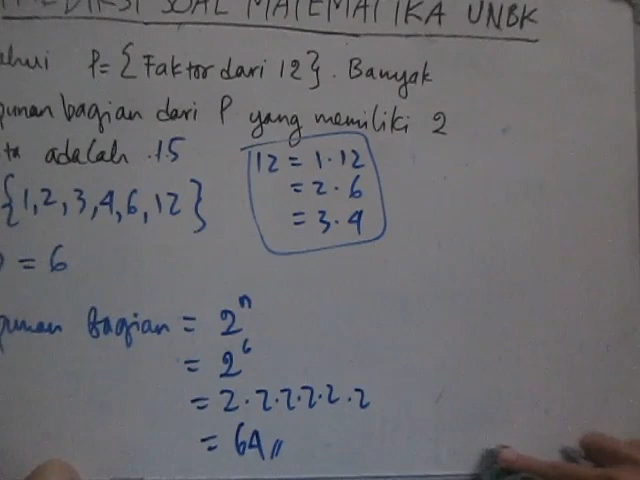 SOAL MATEMATIKA UNBK
P = {Faktor dari 12}. Banyak
bagian dari P yang memiliki 2
adalah .15
{1,2,3,4,6,12}
12 = 1.12
= 2.6
= 3.4
= 6
Bagian = 2ⁿ
= 2⁶
= 2.2.2.2.2.2
= 64